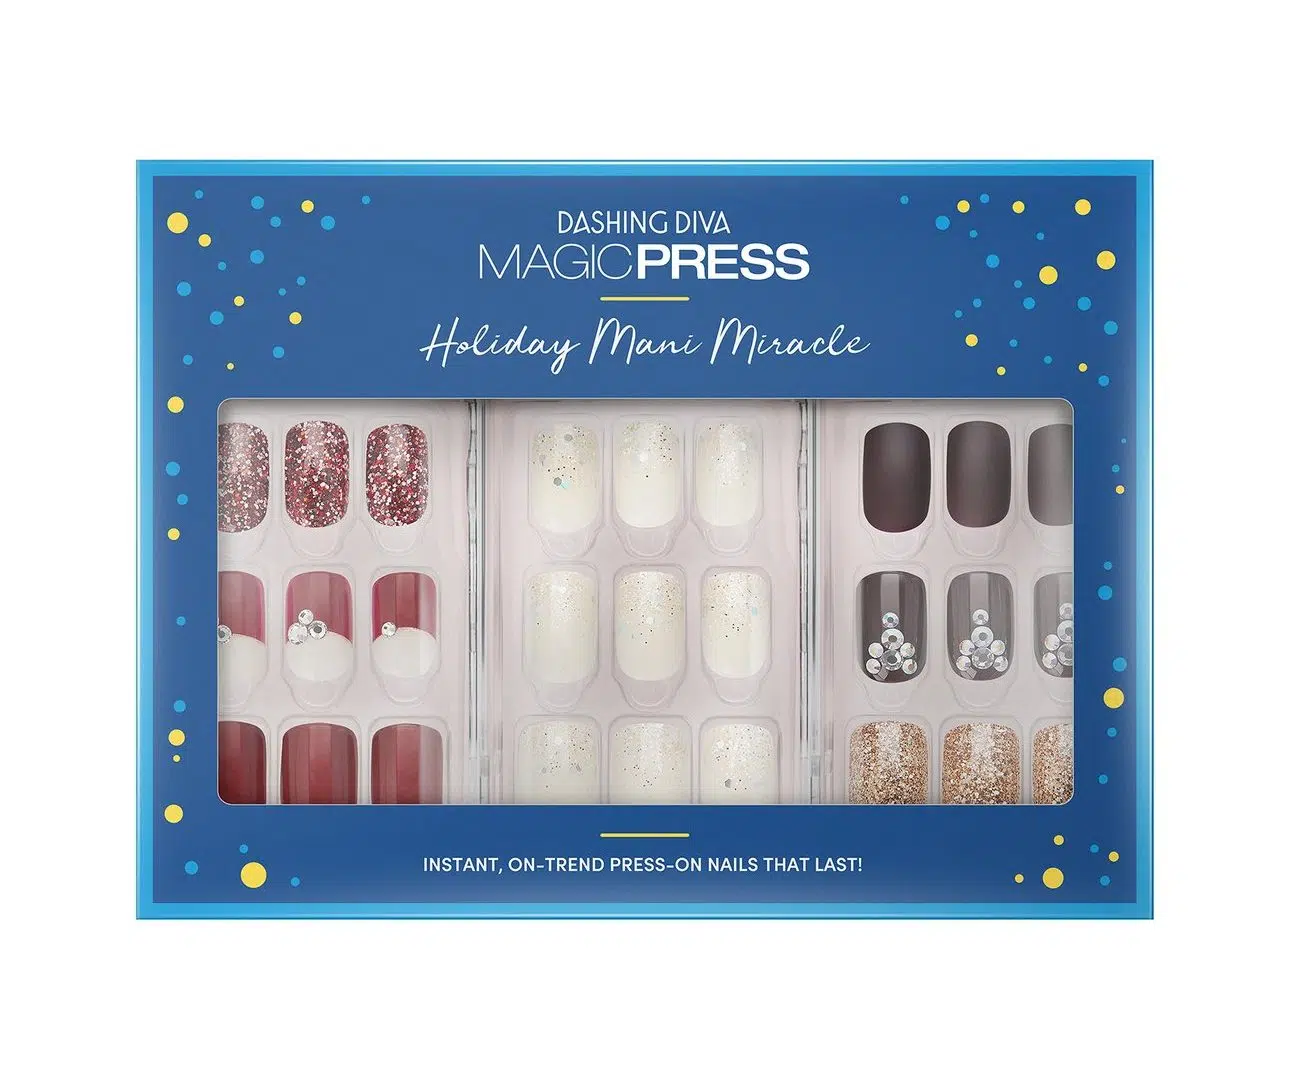 DASHING DIVA
MAGICPRESS
Holiday Mani Miracle
INSTANT, ON-TREND PRESS-ON NAILS THAT LAST!